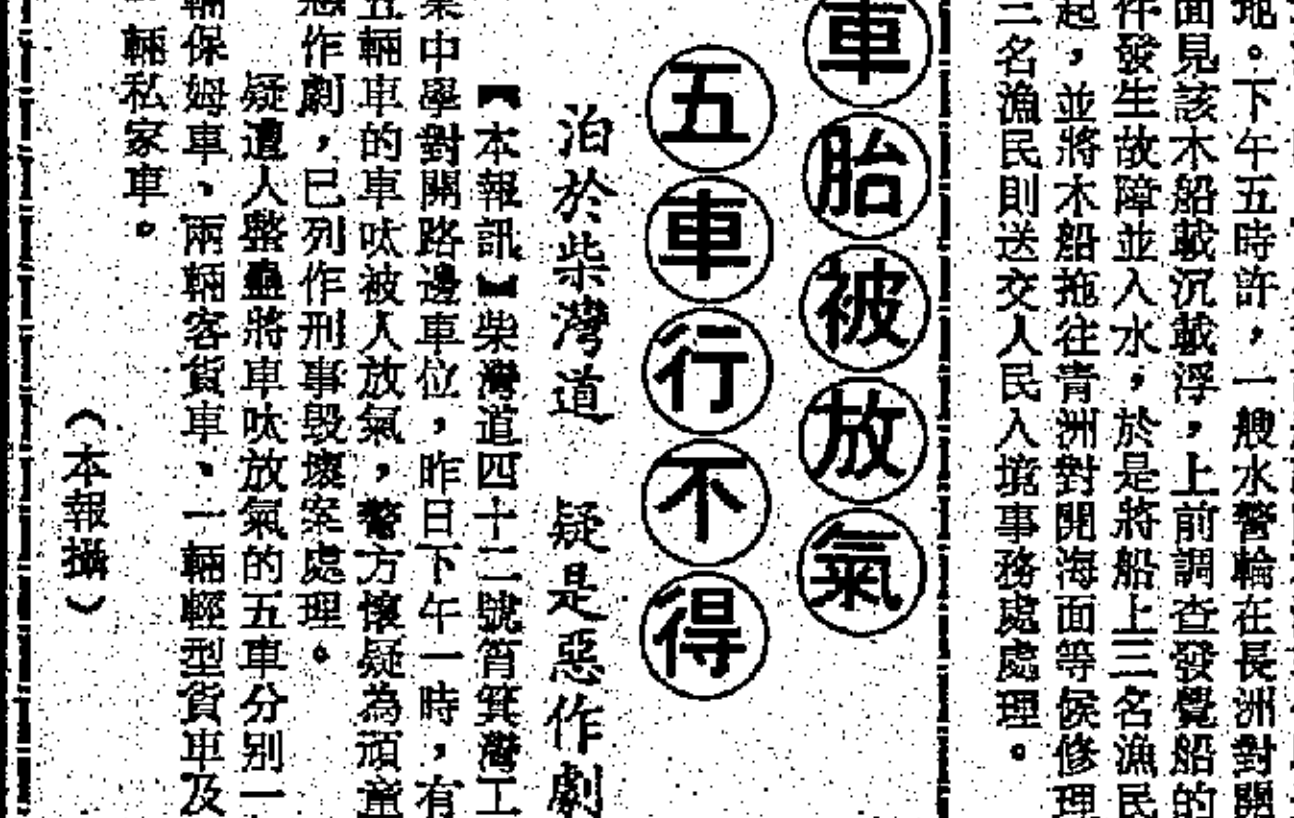 地。下午五時許，一艘水警輪在長洲對開
面見該木船載沉載浮，上前調查發覺船的
件發生故障並入水，於是將船上三名漁民
起，並將木船拖往青洲對開海面等候修理
三名漁民則送交人民入境事務處處理。
車胎被放氣
五車行不得
泊於柴灣道　疑是惡作劇
【本報訊】柴灣道四十二號筲箕灣工
業中學對開路邊車位，昨日下午一時，有
五輛車的車呔被人放氣，警方懷疑為頑童
惡作劇，已列作刑事毀壞案處理。
疑遭人整蠱將車呔放氣的五車分別一
輛保姆車、兩輛客貨車、一輛輕型貨車及
輛私家車。
（本報攝）